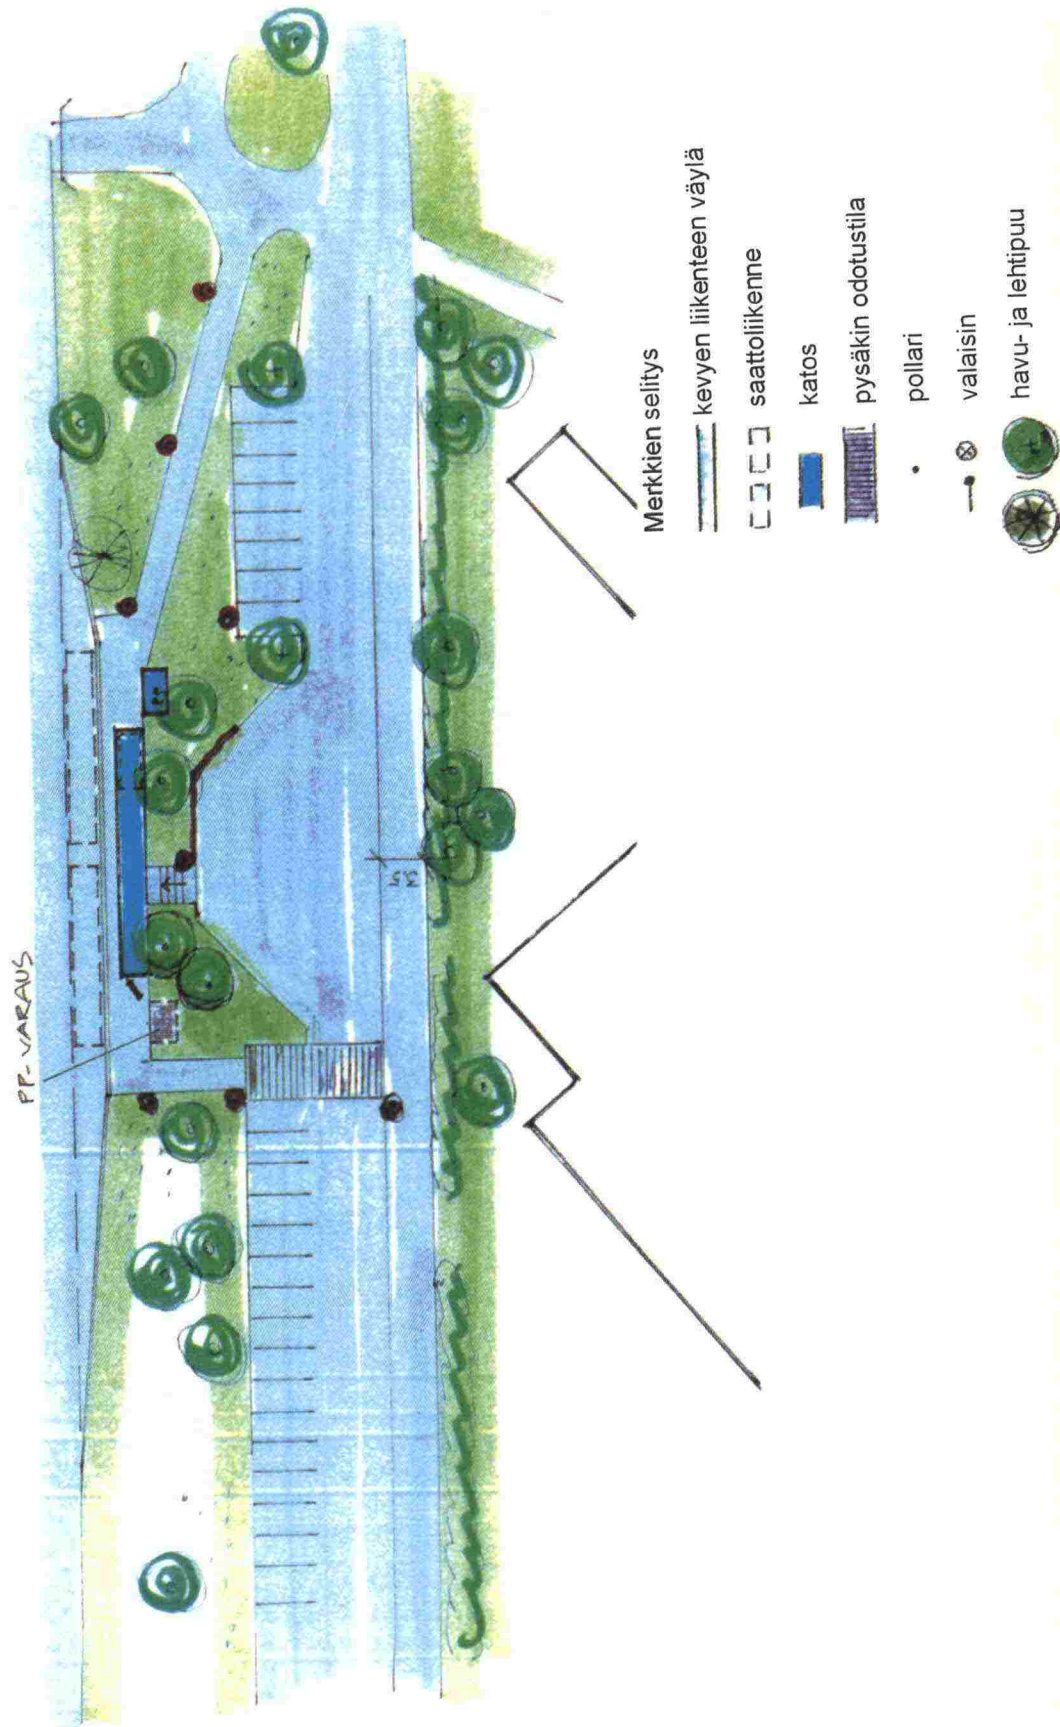 PP-VARAUS
3.5
Merkkien selitys
kevyen liikenteen väylä
saattoliikenne
katos
pysäkin odotustila
pollari
valaisin
havu- ja lehtipuu